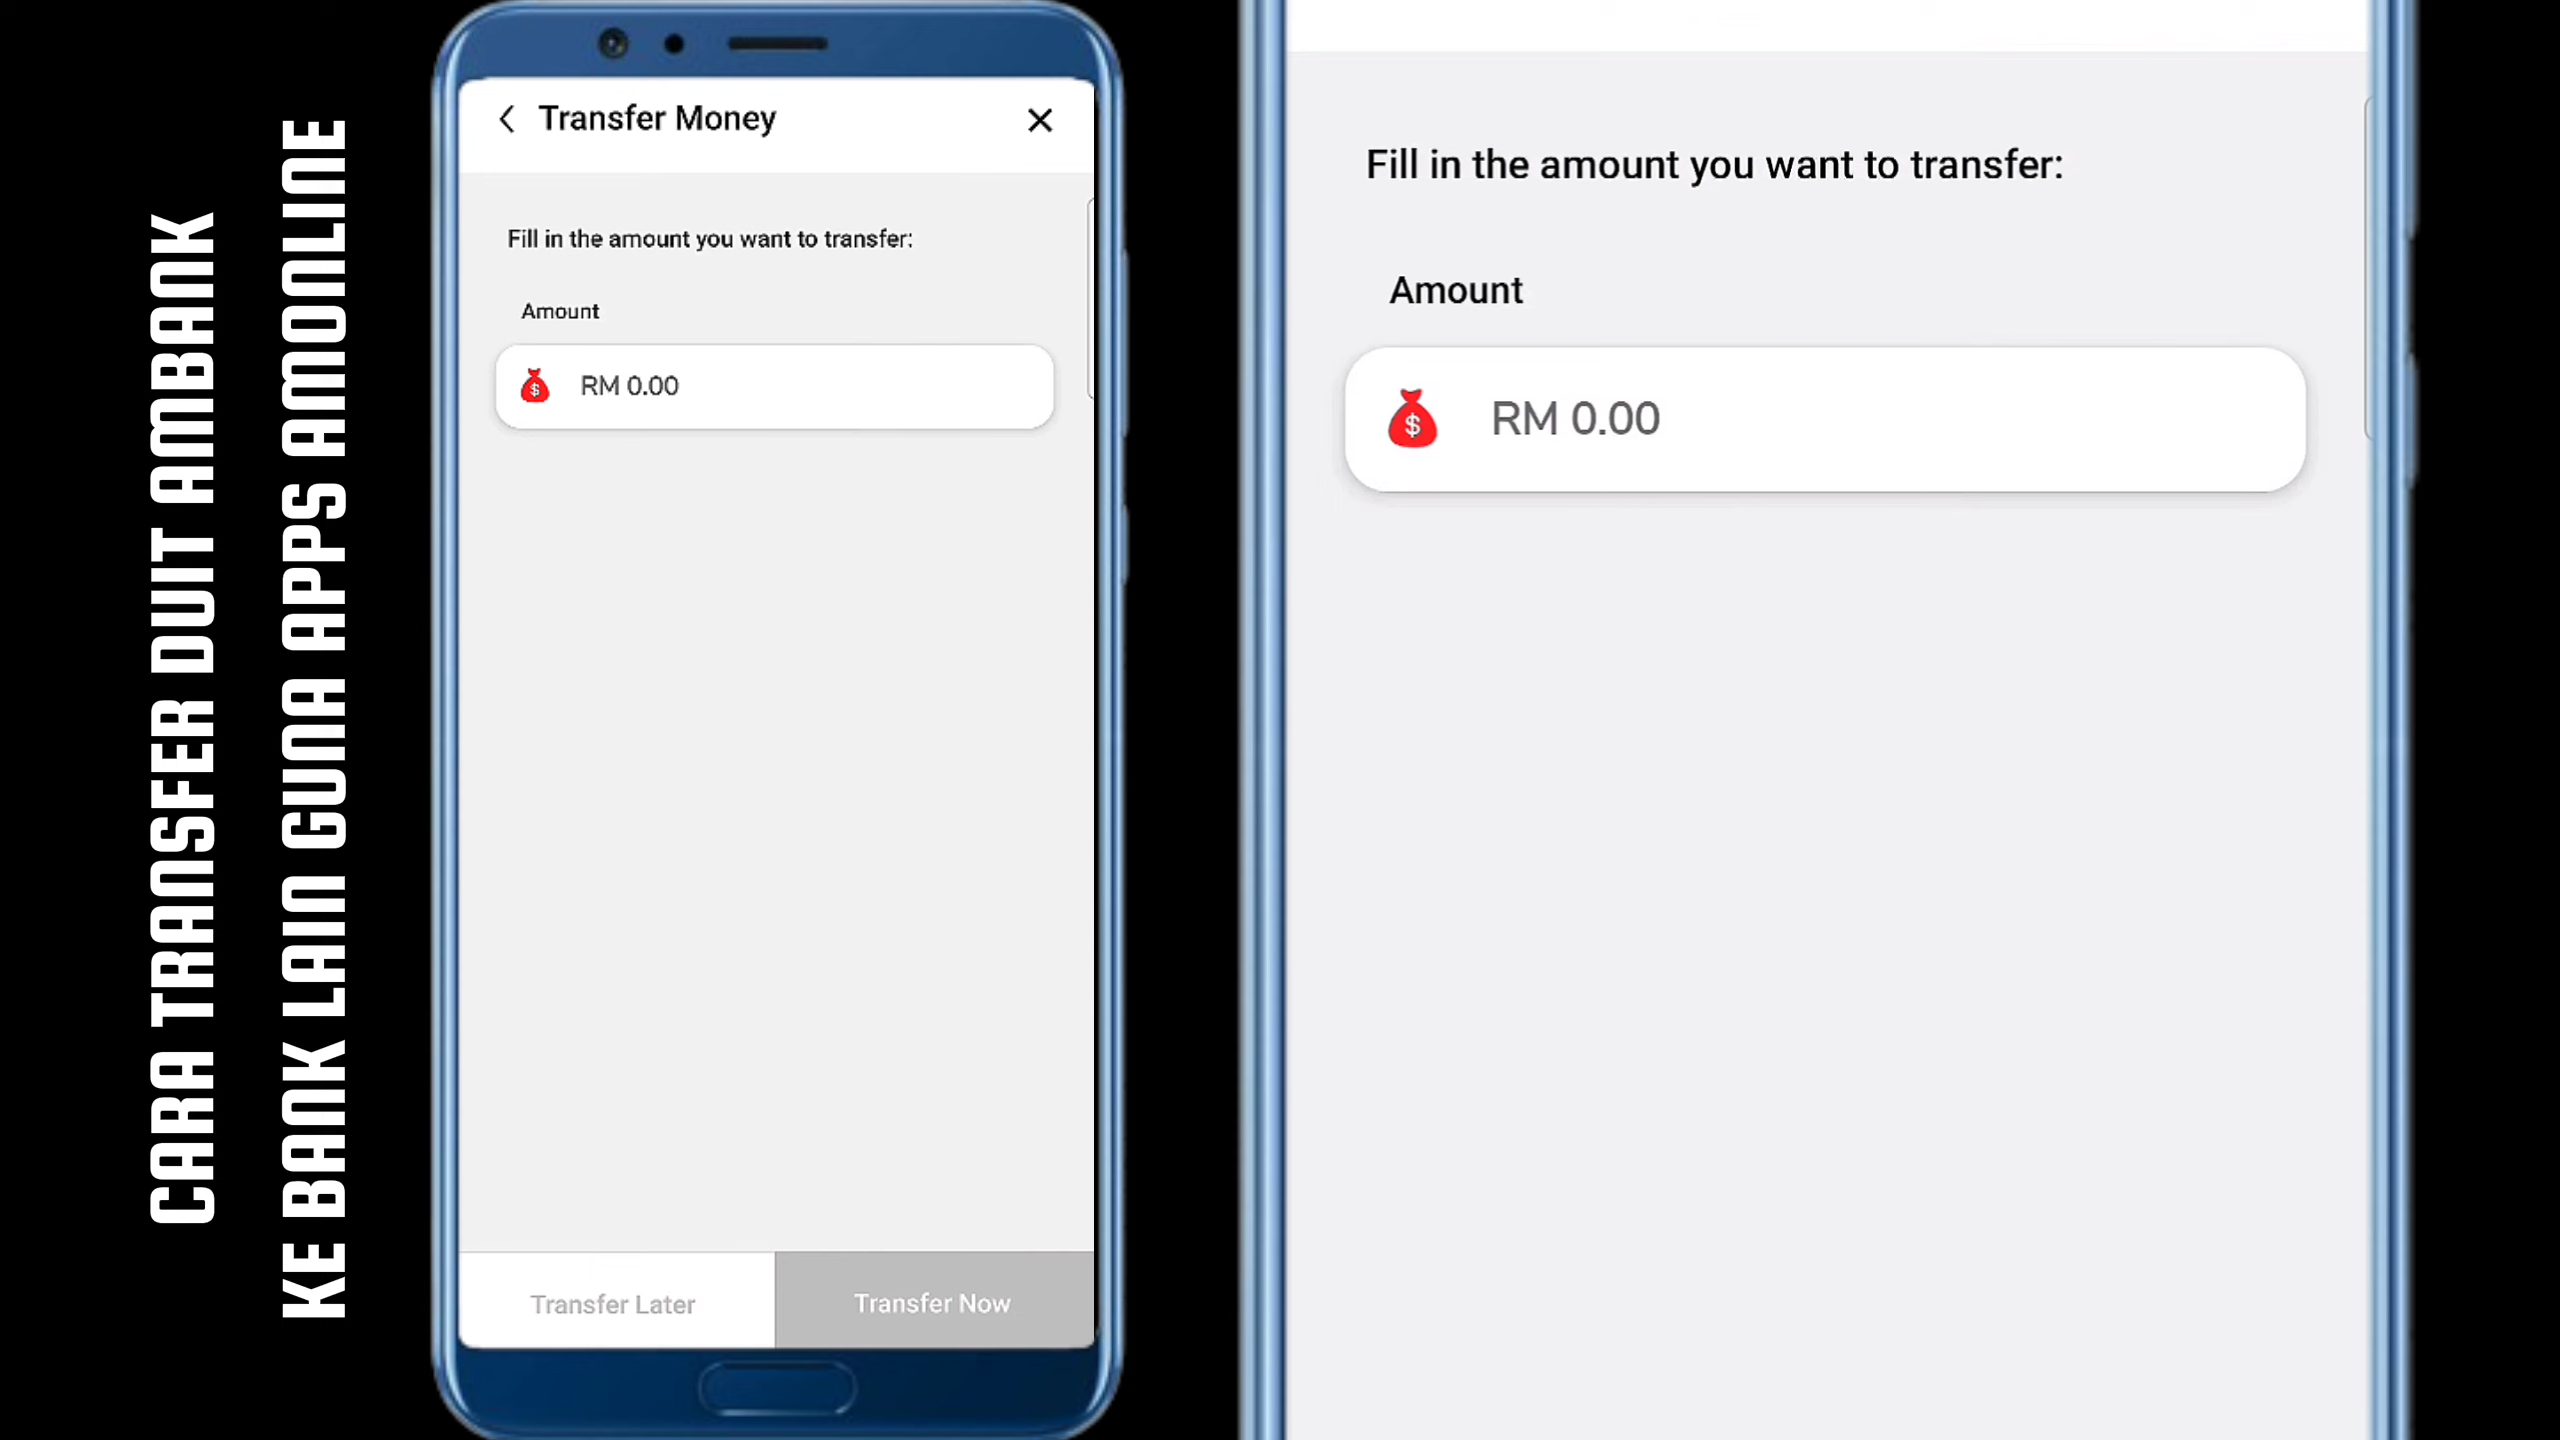 CARA TRANSFER DUIT AMBANK
KE BANK LAIN GUNA APPS AMONLINE
Transfer Money
Fill in the amount you want to transfer:
Amount
$
RM 0.00
Transfer Later
Transfer Now
Fill in the amount you want to transfer:
Amount
$
RM 0.00